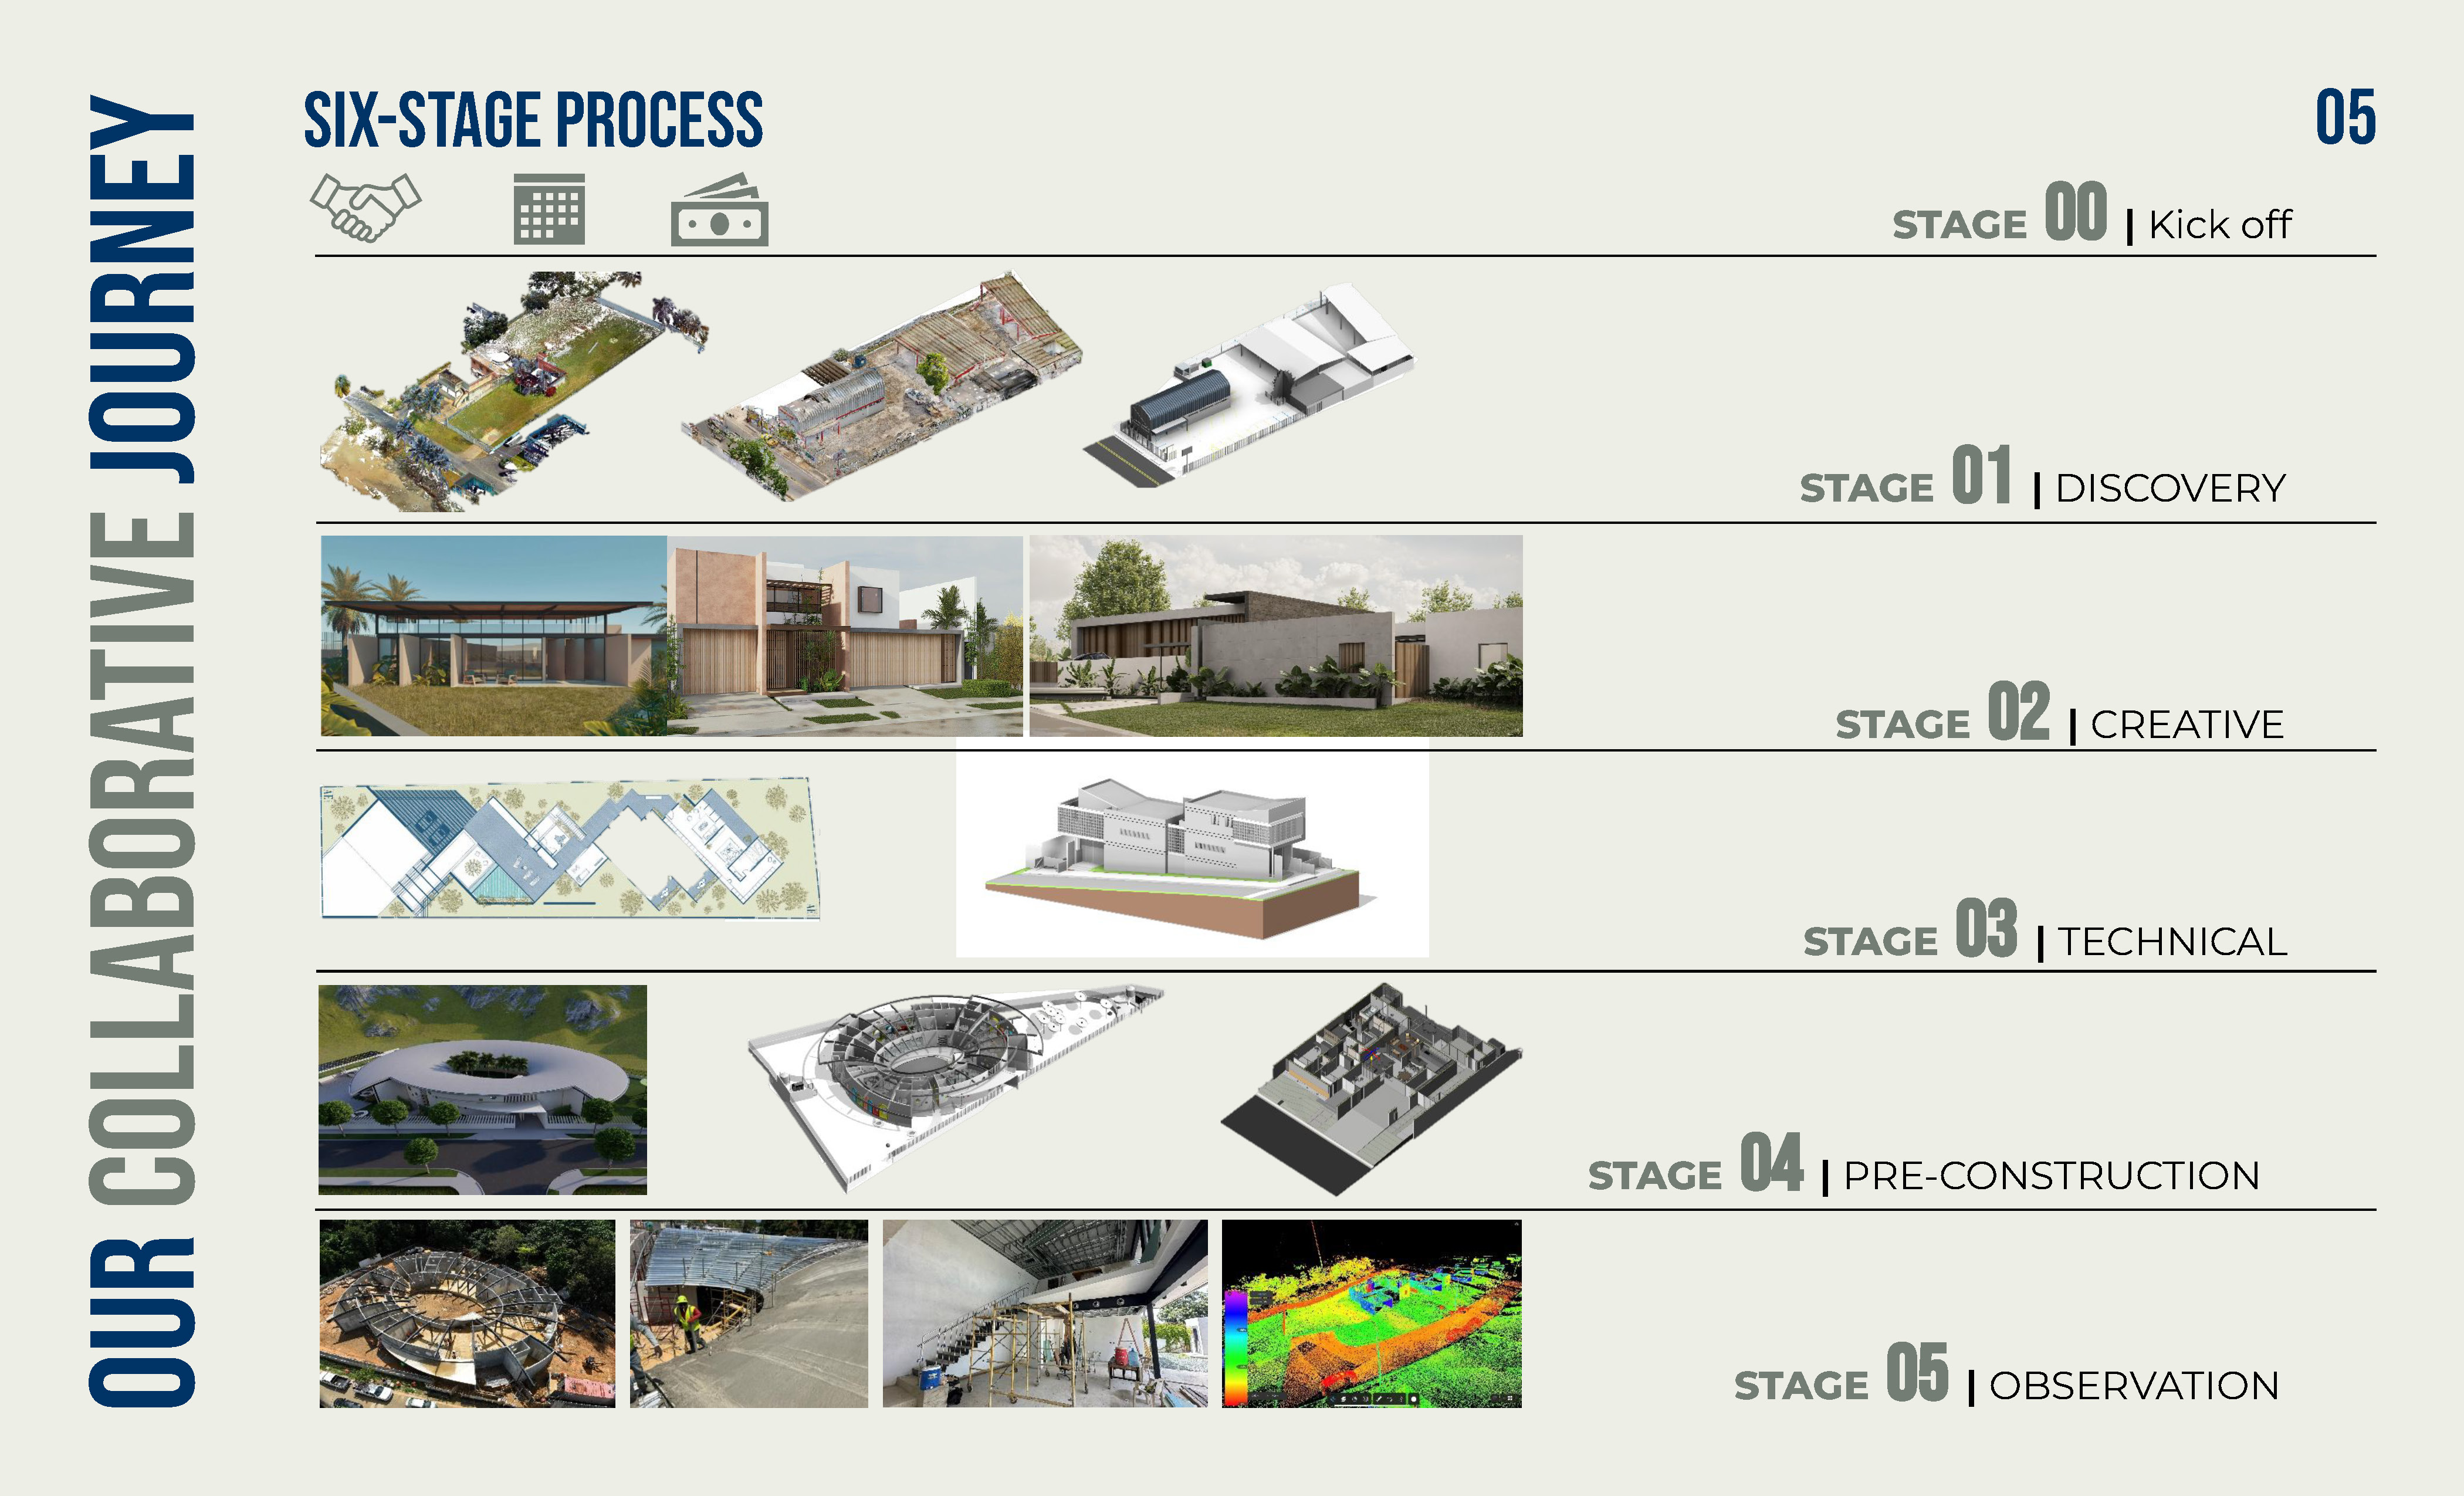 OUR COLLABORATIVE JOURNEY
SIX-STAGE PROCESS
05
STAGE 00 | Kick off
STAGE 01 | DISCOVERY
STAGE 02 | CREATIVE
STAGE 03 | TECHNICAL
STAGE 04 | PRE-CONSTRUCTION
STAGE 05 | OBSERVATION